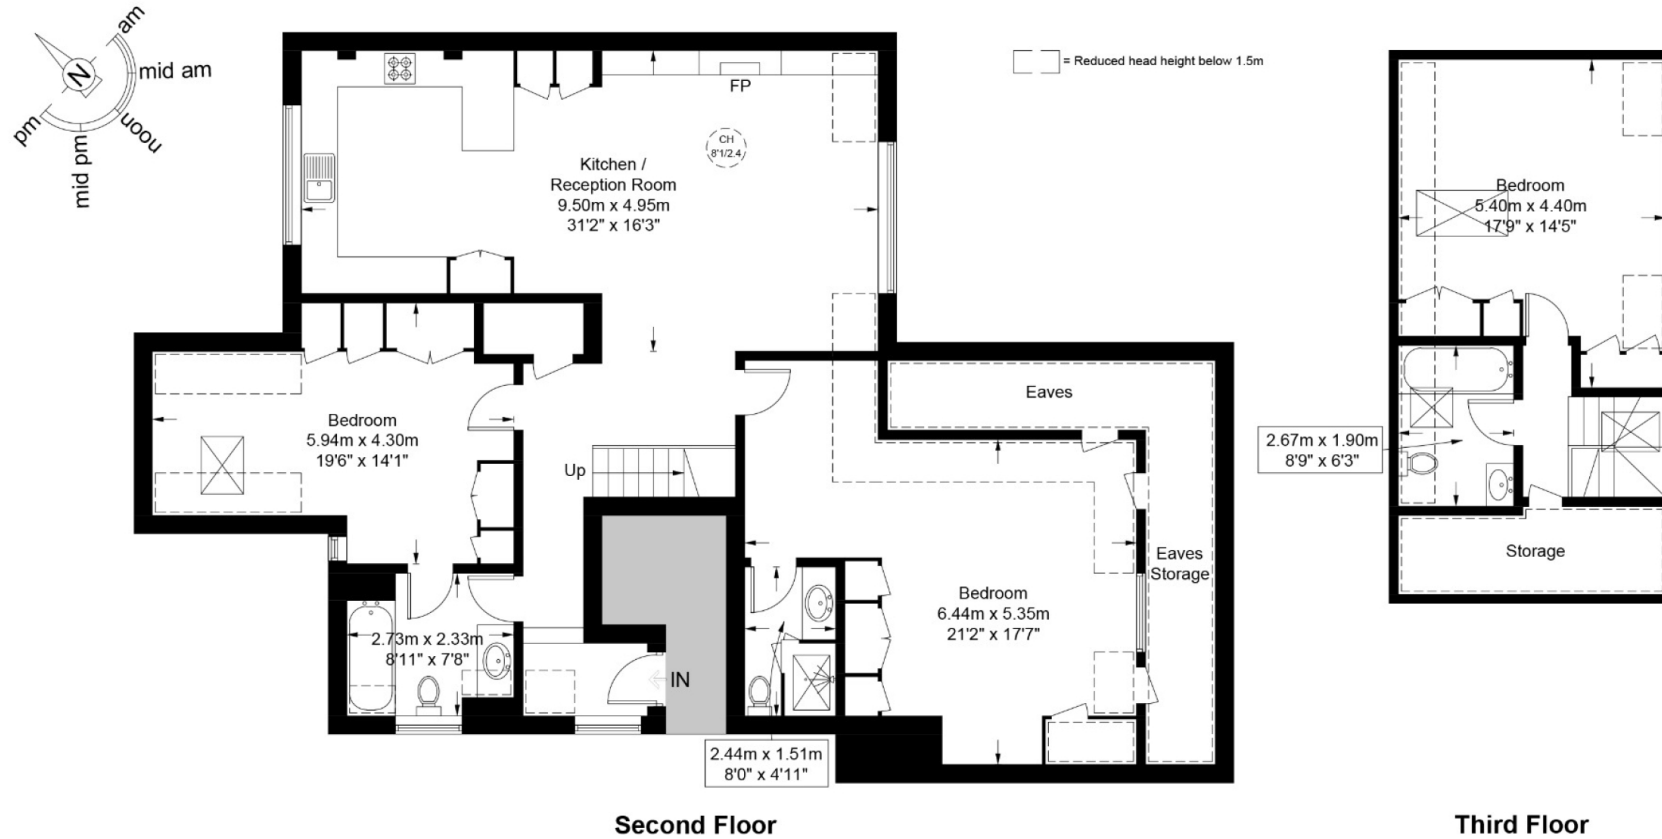 am
mid am
noon
mid pm
pm
N
= Reduced head height below 1.5m
FP
CH
8'1/2.4
Kitchen /
Reception Room
9.50m x 4.95m
31'2" x 16'3"
Bedroom
5.94m x 4.30m
19'6" x 14'1"
Up
Eaves
Eaves
Storage
Bedroom
6.44m x 5.35m
21'2" x 17'7"
2.73m x 2.33m
8'11" x 7'8"
IN
2.44m x 1.51m
8'0" x 4'11"
Second Floor
Bedroom
5.40m x 4.40m
17'9" x 14'5"
2.67m x 1.90m
8'9" x 6'3"
Storage
Third Floor